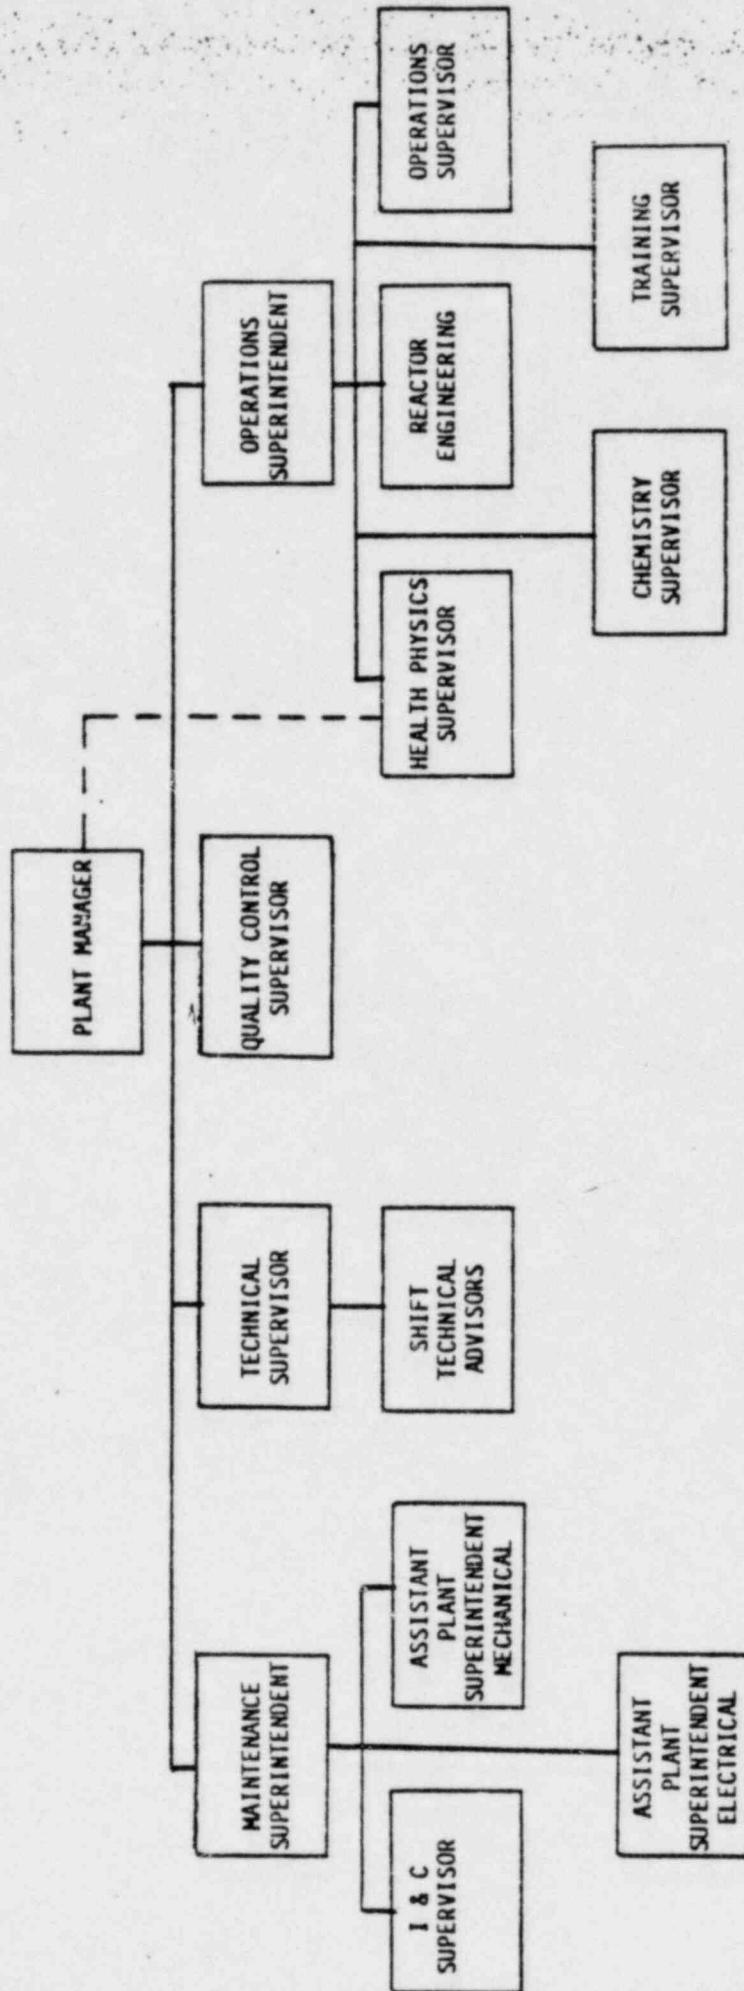 PLANT MANAGER
MAINTENANCE
SUPERINTENDENT
TECHNICAL
SUPERVISOR
QUALITY CONTROL
SUPERVISOR
OPERATIONS
SUPERINTENDENT
I & C
SUPERVISOR
ASSISTANT
PLANT
SUPERINTENDENT
MECHANICAL
SHIFT
TECHNICAL
ADVISORS
HEALTH PHYSICS
SUPERVISOR
REACTOR
ENGINEERING
OPERATIONS
SUPERVISOR
ASSISTANT
PLANT
SUPERINTENDENT
ELECTRICAL
CHEMISTRY
SUPERVISOR
TRAINING
SUPERVISOR